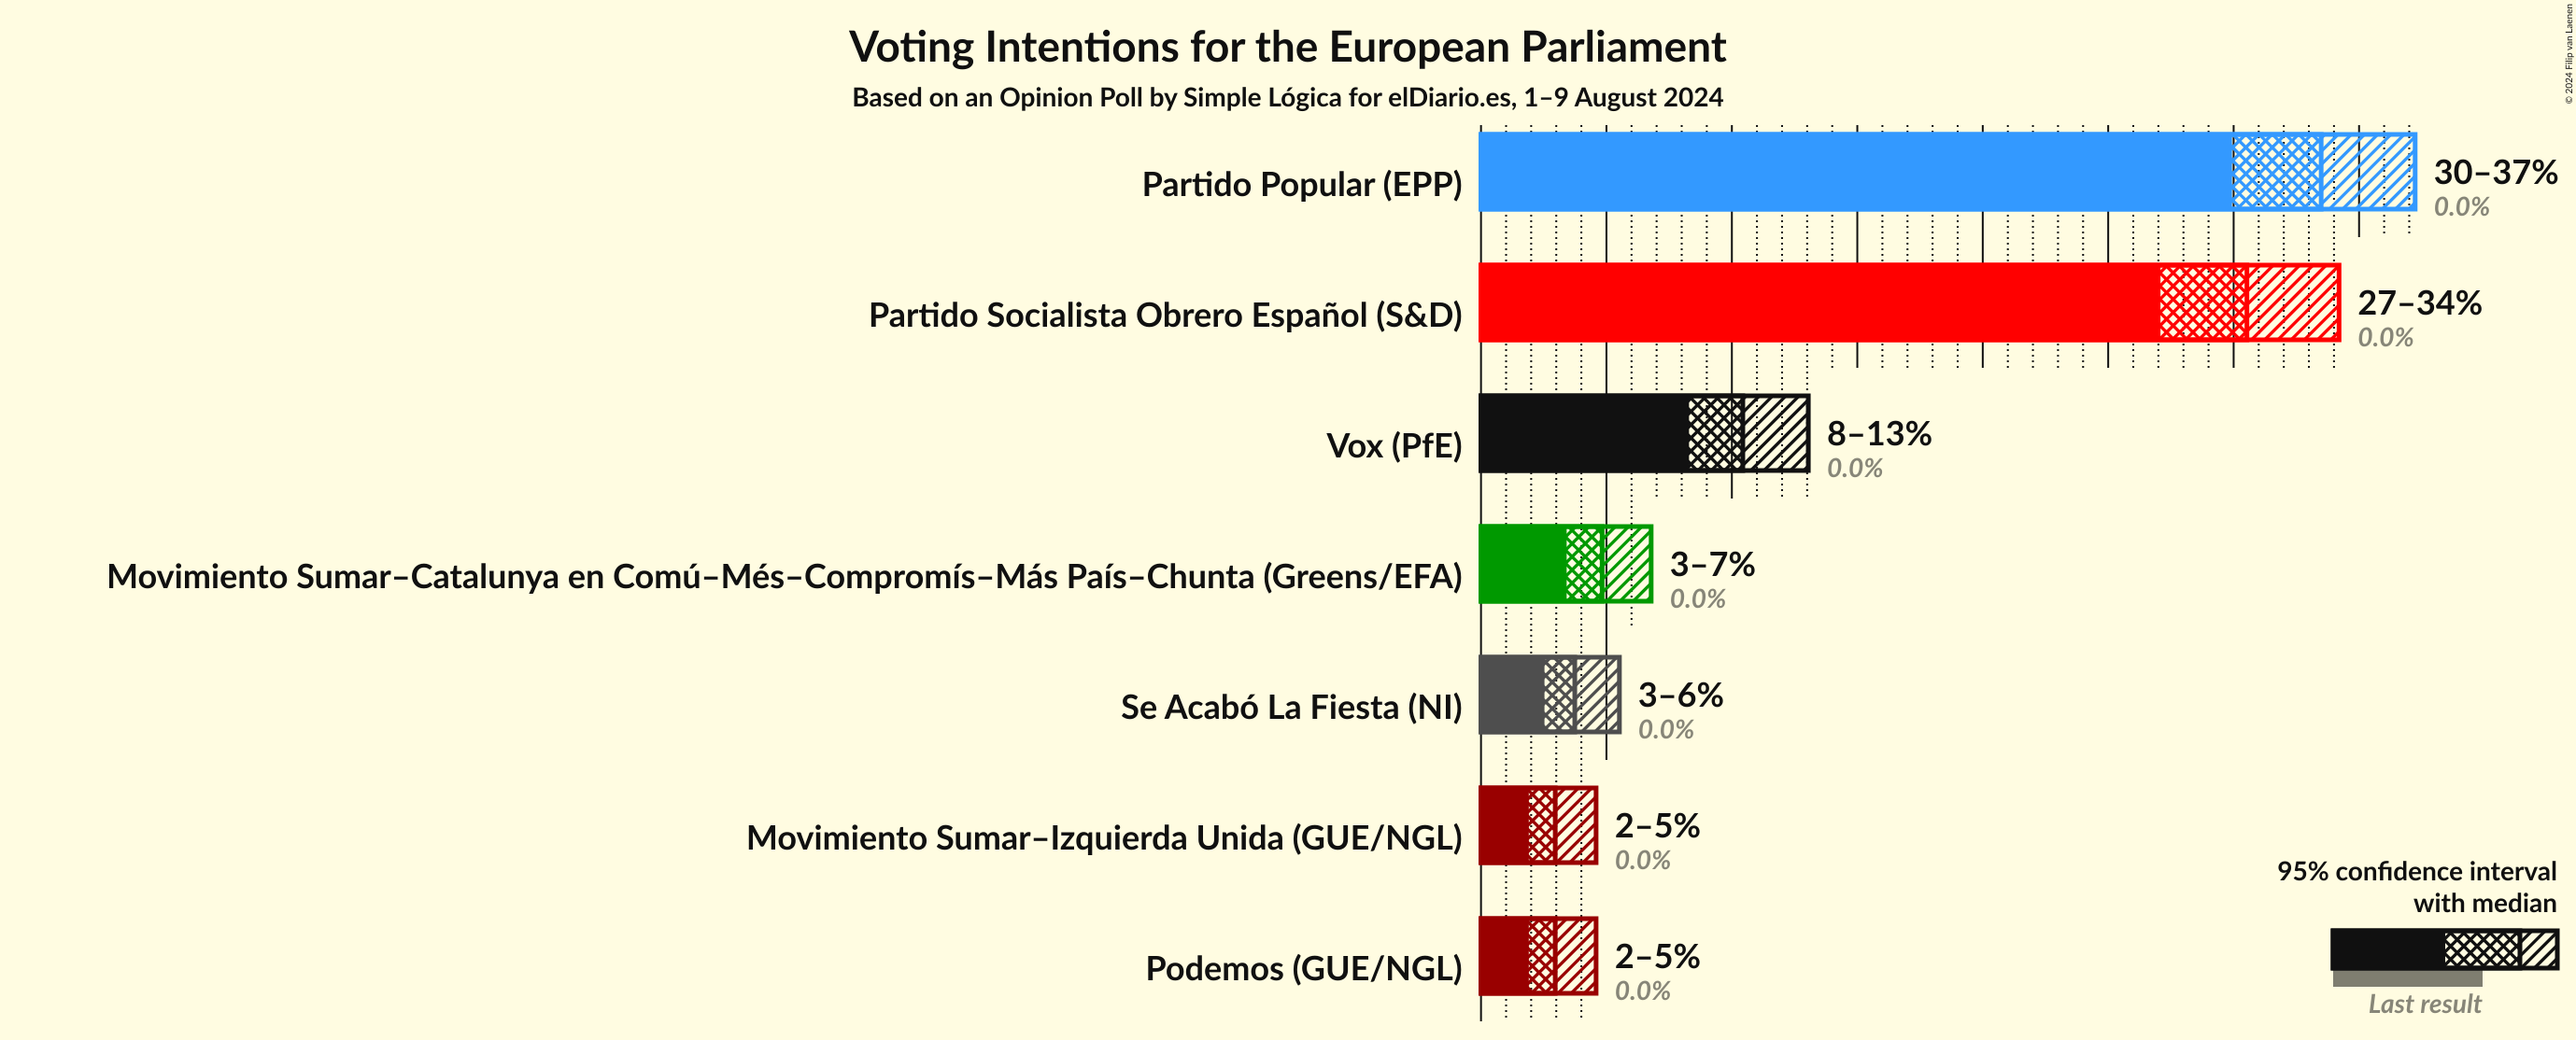 Voting Intentions for the European Parliament
Based on an Opinion Poll by Simple Lógica for elDiario.es, 1–9 August 2024
© 2024 Filip van Laenen
Partido Popular (EPP)
30–37%
0.0%
Partido Socialista Obrero Español (S&D)
27–34%
0.0%
Vox (PfE)
8–13%
0.0%
Movimiento Sumar–Catalunya en Comú–Més–Compromís–Más País–Chunta (Greens/EFA)
3–7%
0.0%
Se Acabó La Fiesta (NI)
3–6%
0.0%
Movimiento Sumar–Izquierda Unida (GUE/NGL)
2–5%
0.0%
Podemos (GUE/NGL)
2–5%
0.0%
95% confidence interval
with median
Last result